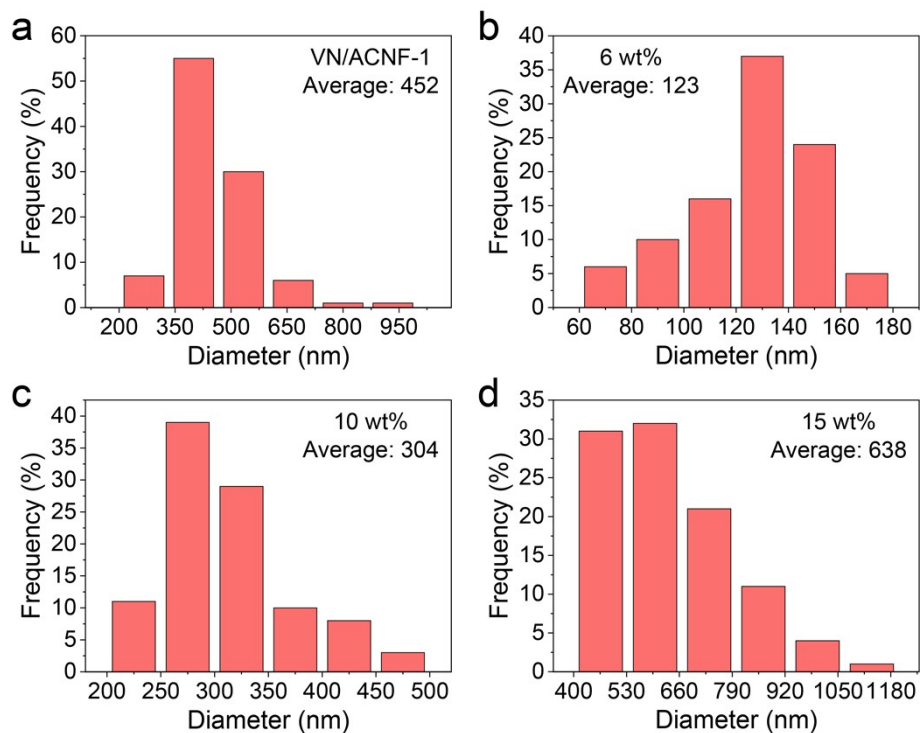 a
VN/ACNF-1
Average: 452
Frequency (%)
60
50
40
30
20
10
0
200 350 500 650 800 950
Diameter (nm)
b
6 wt%
Average: 123
Frequency (%)
40
35
30
25
20
15
10
5
0
60 80 100 120 140 160 180
Diameter (nm)
c
10 wt%
Average: 304
Frequency (%)
40
35
30
25
20
15
10
5
0
200 250 300 350 400 450 500
Diameter (nm)
d
15 wt%
Average: 638
Frequency (%)
35
30
25
20
15
10
5
0
400 530 660 790 920 1050 1180
Diameter (nm)